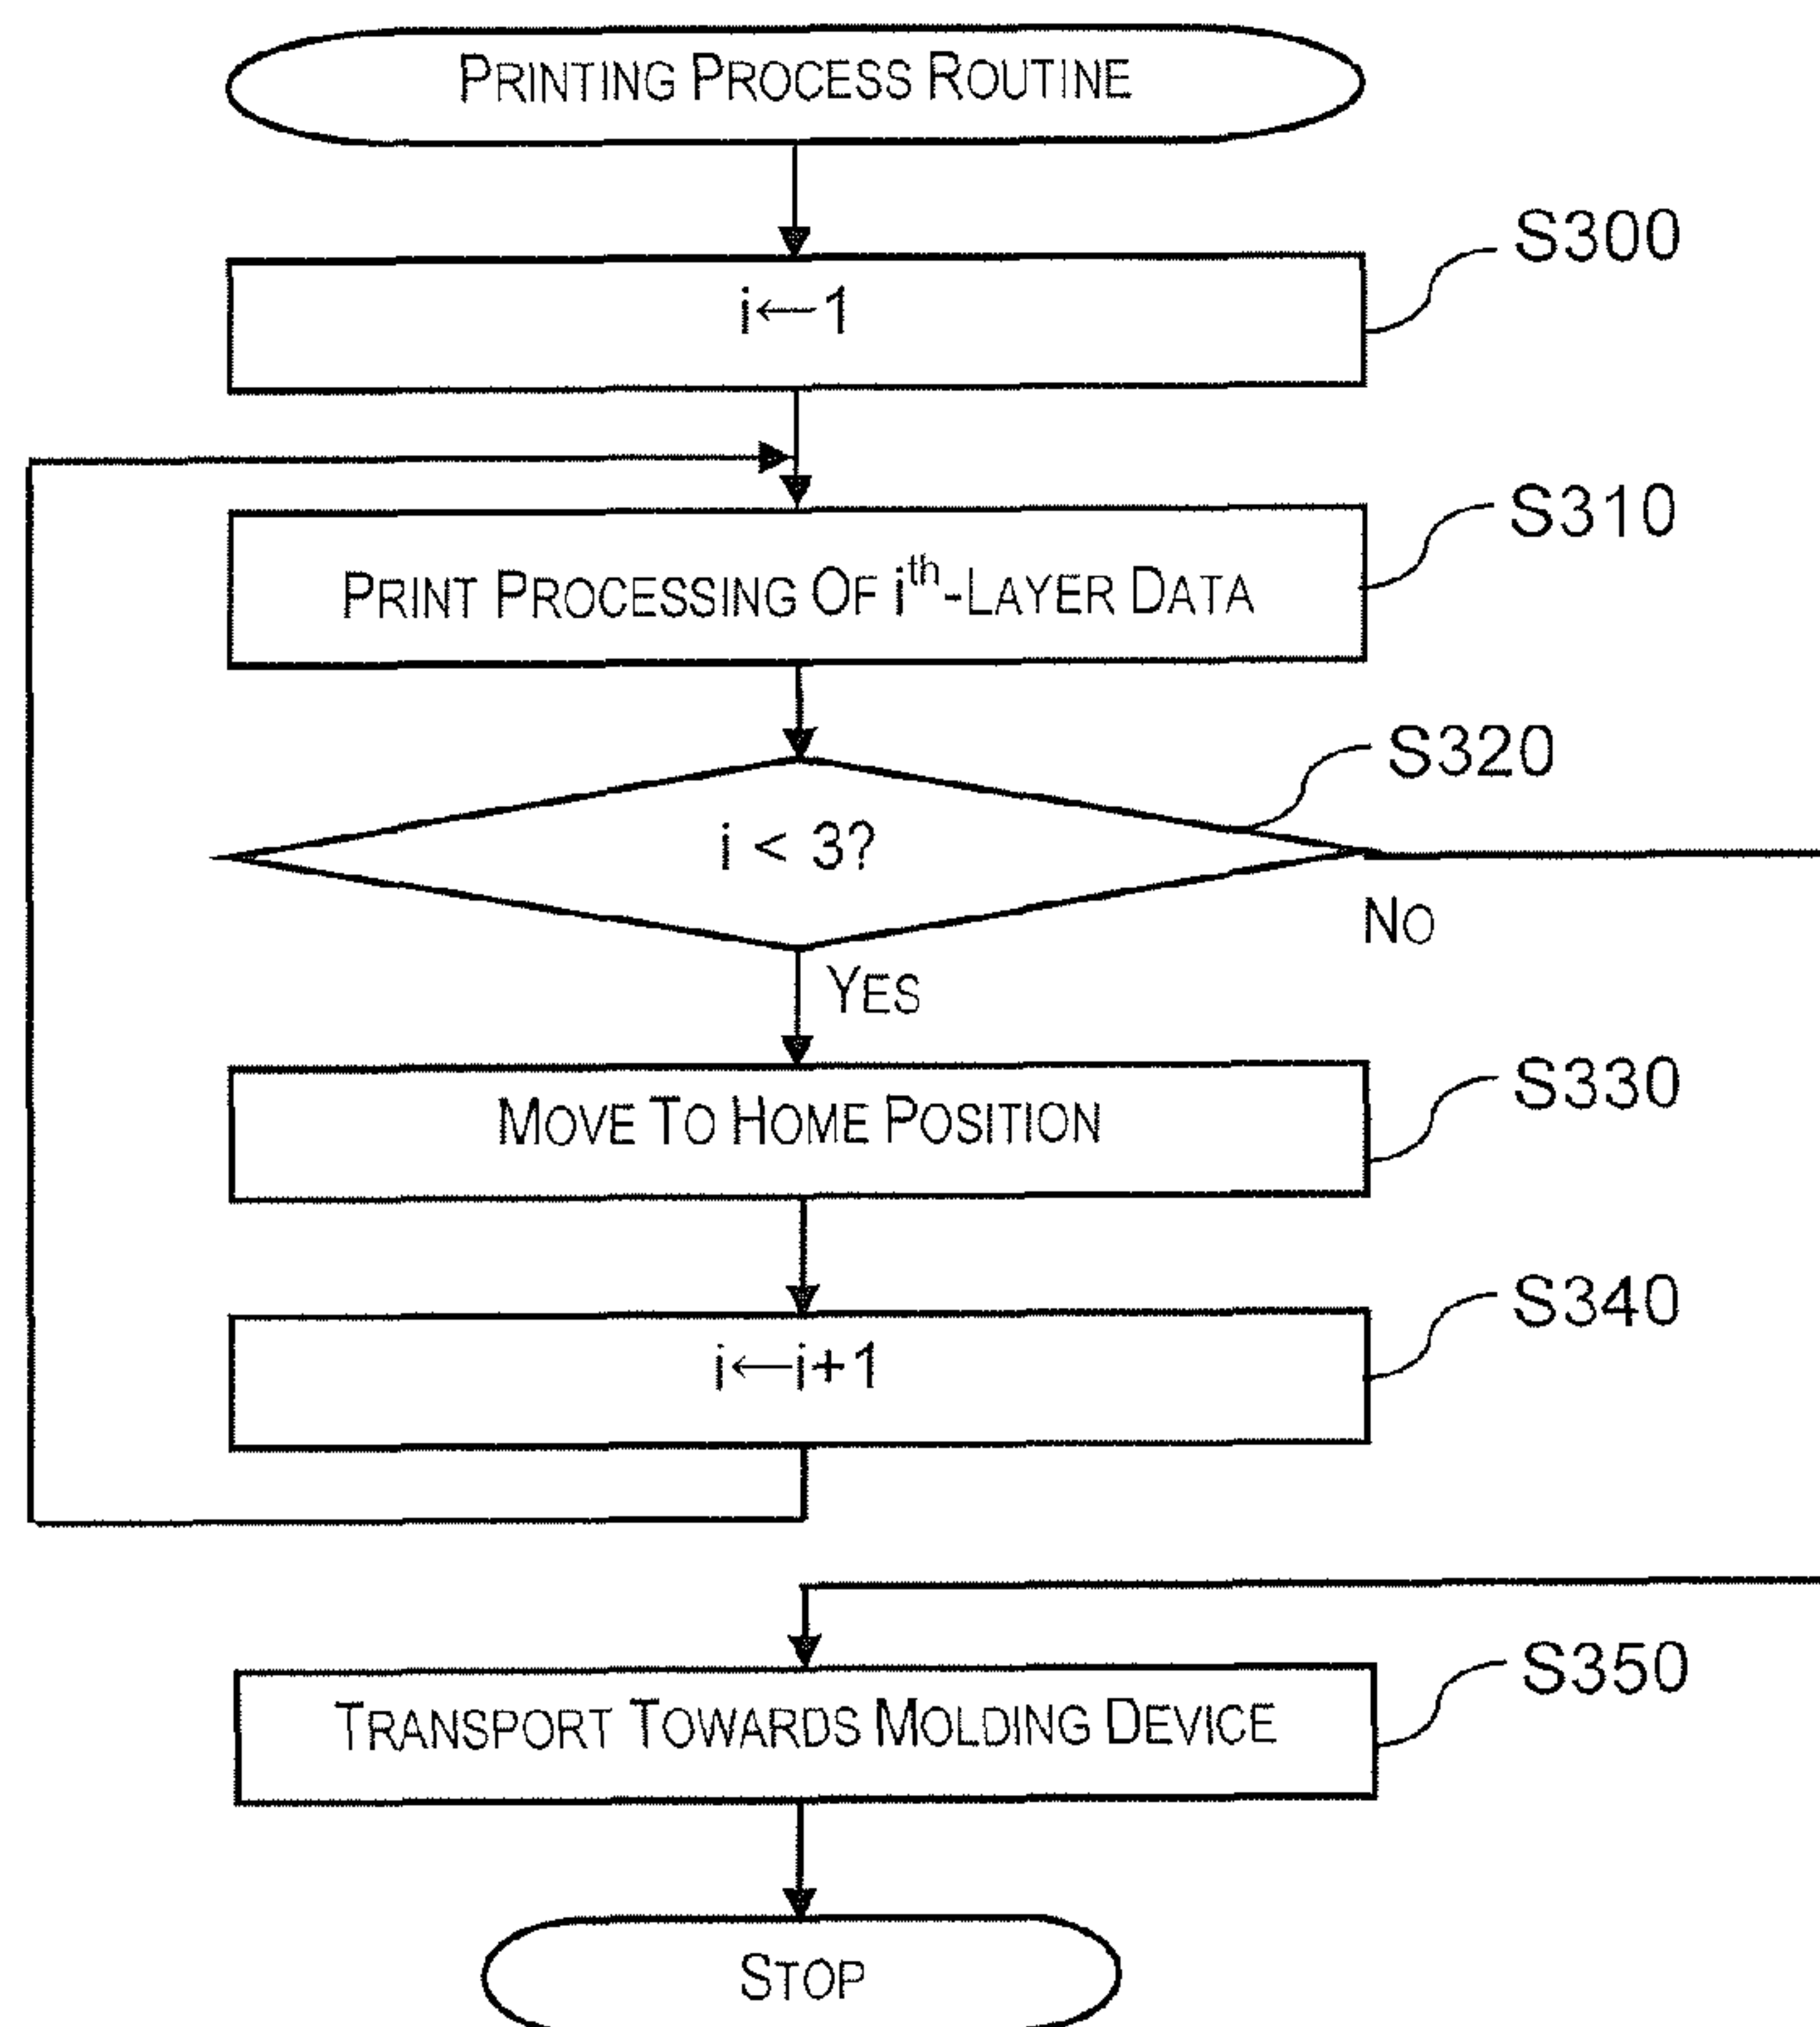 PRINTING PROCESS ROUTINE
S300
i←1
S310
PRINT PROCESSING OF ith-LAYER DATA
S320
i < 3?
NO
YES
S330
MOVE TO HOME POSITION
S340
i←i+1
S350
TRANSPORT TOWARDS MOLDING DEVICE
STOP